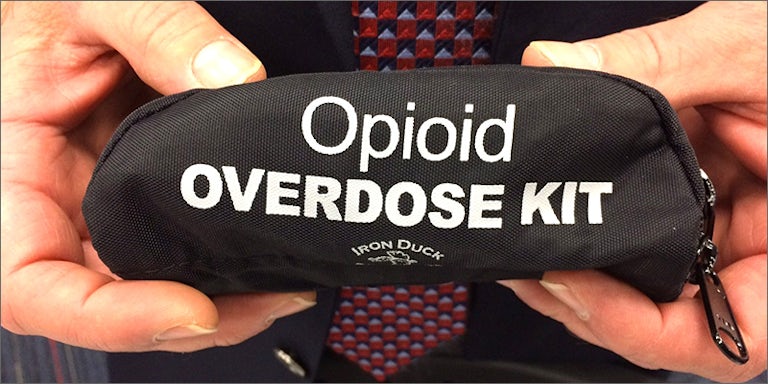 Opioid
OVERDOSE KIT
IRON DUCK